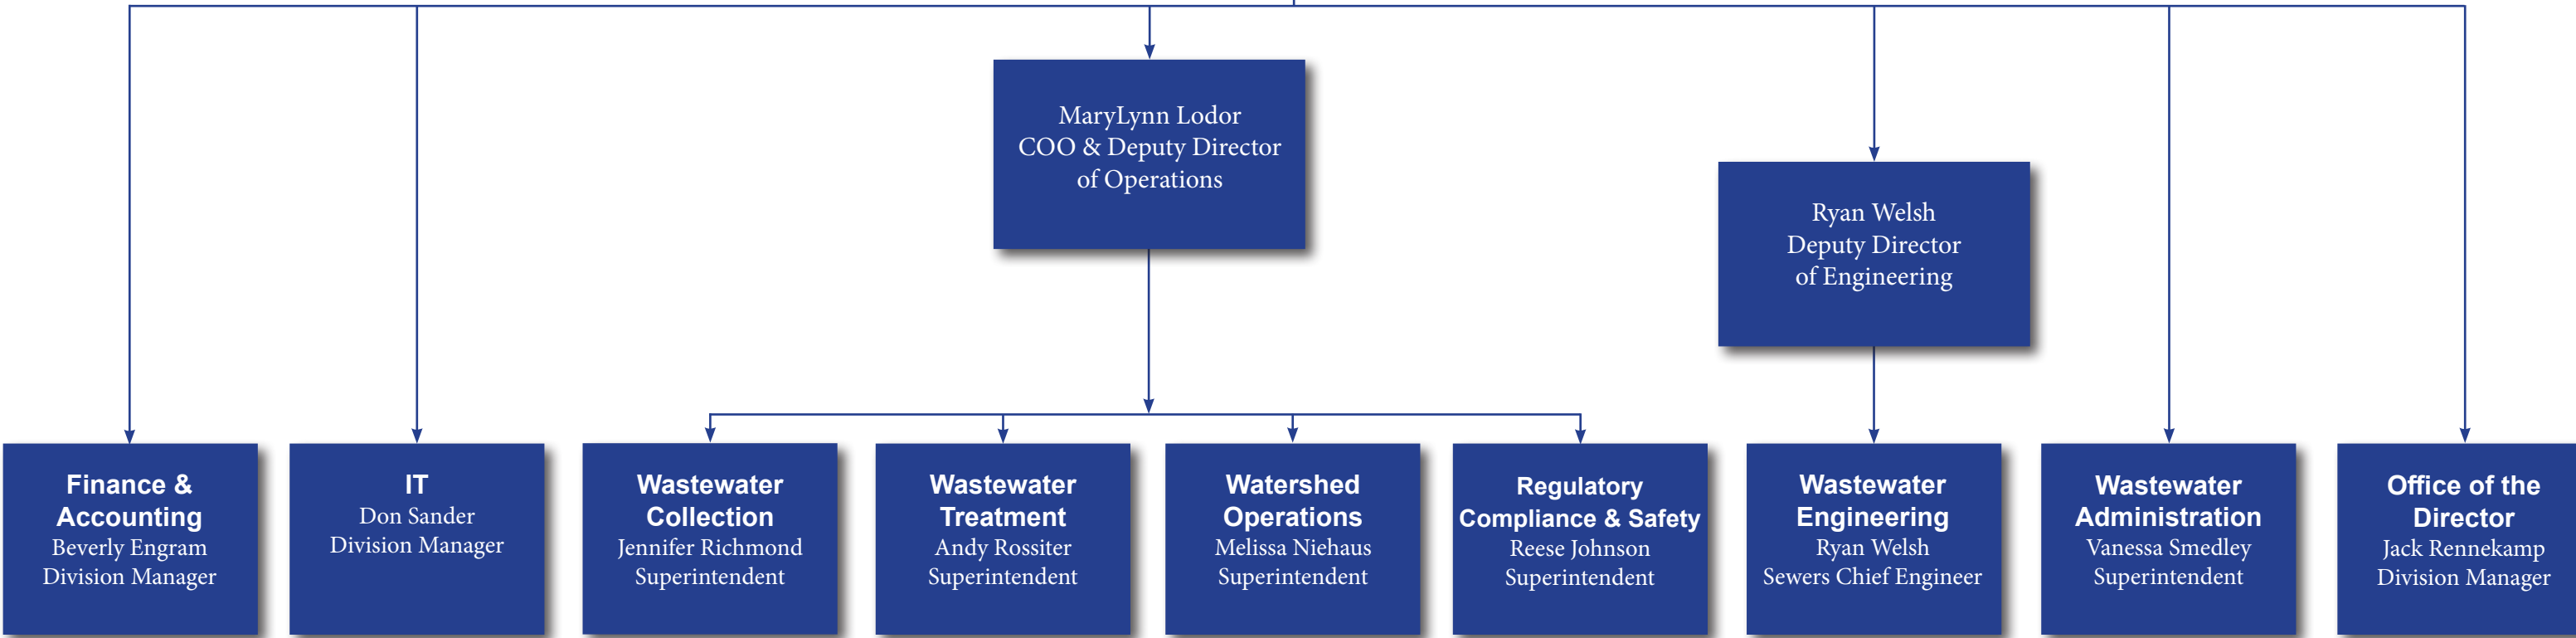 MaryLynn Lodor
COO & Deputy Director
of Operations
Ryan Welsh
Deputy Director
of Engineering
Finance &
Accounting
Beverly Engram
Division Manager
IT
Don Sander
Division Manager
Wastewater
Collection
Jennifer Richmond
Superintendent
Wastewater
Treatment
Andy Rossiter
Superintendent
Watershed
Operations
Melissa Niehaus
Superintendent
Regulatory
Compliance & Safety
Reese Johnson
Superintendent
Wastewater
Engineering
Ryan Welsh
Sewers Chief Engineer
Wastewater
Administration
Vanessa Smedley
Superintendent
Office of the
Director
Jack Rennekamp
Division Manager